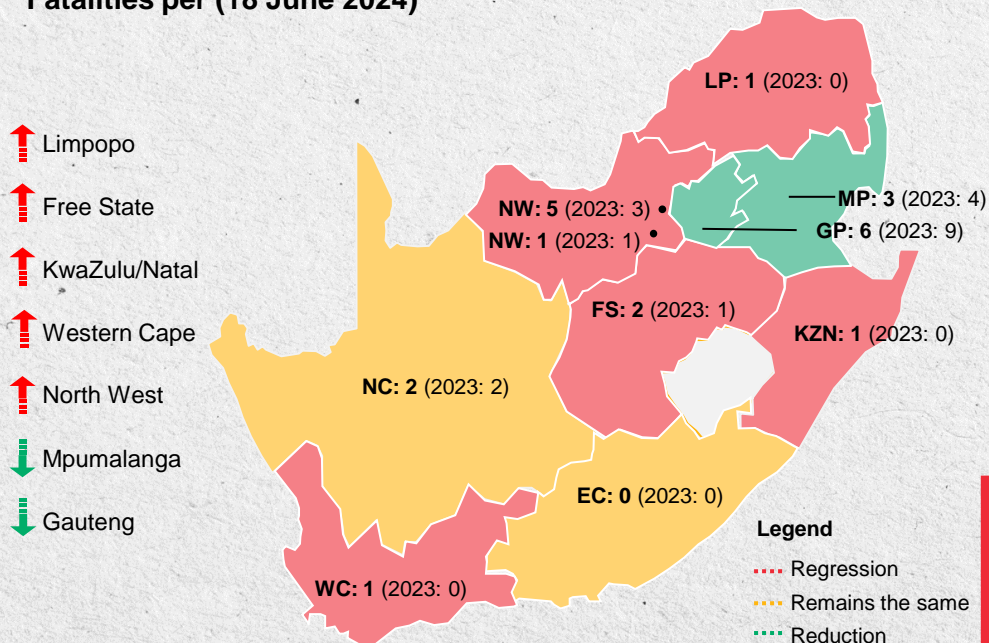 Fatalities per (18 June 2024)
Limpopo
Free State
KwaZulu/Natal
Western Cape
North West
Mpumalanga
Gauteng
LP: 1 (2023: 0)
MP: 3 (2023: 4)
NW: 5 (2023: 3)
GP: 6 (2023: 9)
NW: 1 (2023: 1)
FS: 2 (2023: 1)
KZN: 1 (2023: 0)
NC: 2 (2023: 2)
EC: 0 (2023: 0)
WC: 1 (2023: 0)
Legend
Regression
Remains the same
Reduction